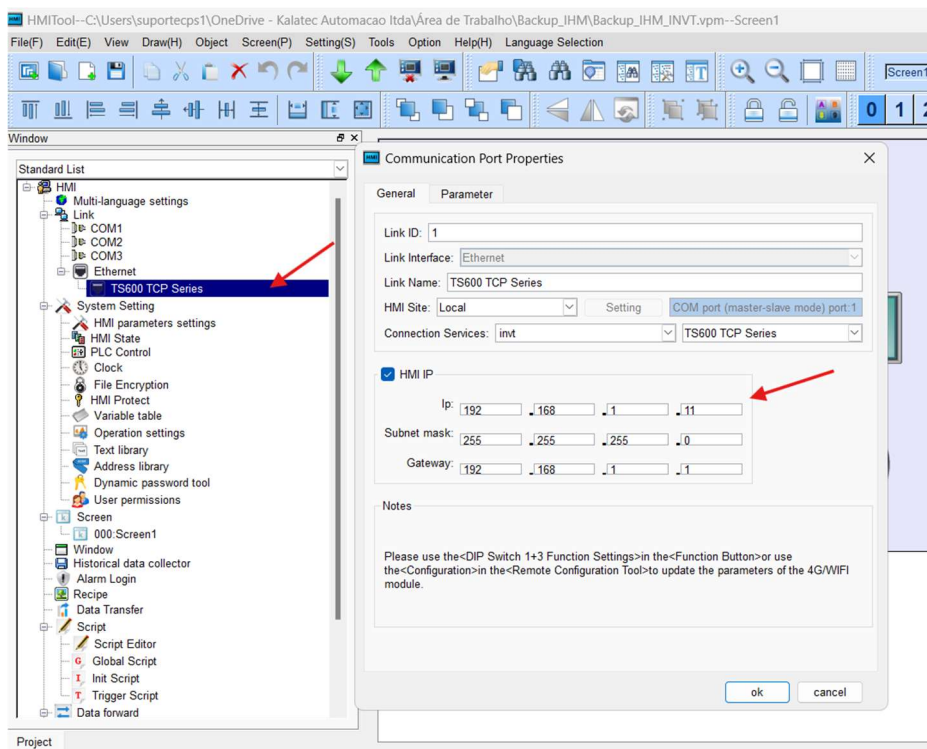 HMITool--C:\Users\suportecps1\OneDrive - Kalatec Automacao ltda\Área de Trabalho\Backup_IHM\Backup_IHM_INVT.vpm--Screen1
File(F) Edit(E) View Draw(H) Object Screen(P) Setting(S) Tools Option Help(H) Language Selection
Screen1
0 1 2
Window
Standard List
HMI
Multi-language settings
Link
COM1
COM2
COM3
Ethernet
TS600 TCP Series
System Setting
HMI parameters settings
HMI State
PLC Control
Clock
File Encryption
HMI Protect
Variable table
Operation settings
Text library
Address library
Dynamic password tool
User permissions
Screen
000:Screen1
Window
Historical data collector
Alarm Login
Recipe
Data Transfer
Script
Script Editor
Global Script
Init Script
Trigger Script
Data forward
Project
HMI Communication Port Properties
General Parameter
Link ID: 1
Link Interface: Ethernet
Link Name: TS600 TCP Series
HMI Site: Local Setting COM port (master-slave mode) port:1
Connection Services: invt TS600 TCP Series
HMI IP
Ip: 192 . 168 . 1 . 11
Subnet mask: 255 . 255 . 255 . 0
Gateway: 192 . 168 . 1 . 1
Notes
Please use the<DIP Switch 1+3 Function Settings>in the<Function Button>or use
the<Configuration>in the<Remote Configuration Tool>to update the parameters of the 4G/WIFI
module.
ok cancel